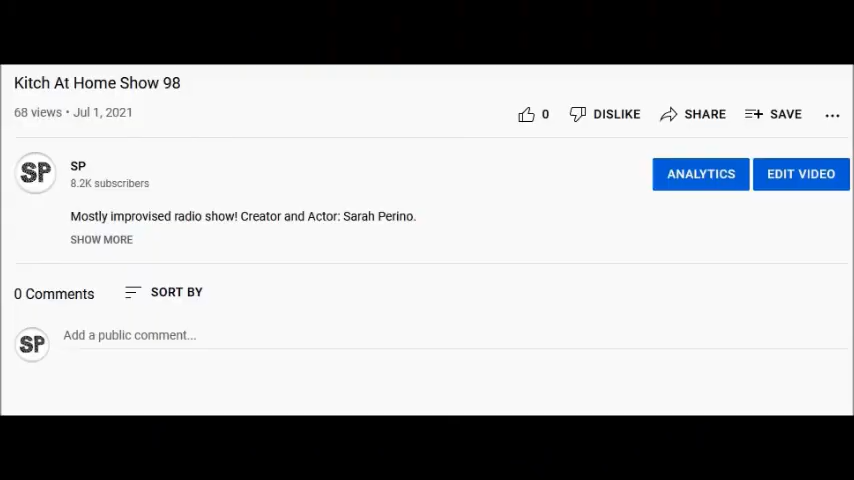 Kitch At Home Show 98
68 views • Jul 1, 2021
0 DISLIKE SHARE SAVE ...
SP
SP
8.2K subscribers
ANALYTICS EDIT VIDEO
Mostly improvised radio show! Creator and Actor: Sarah Perino.
SHOW MORE
0 Comments SORT BY
SP Add a public comment...